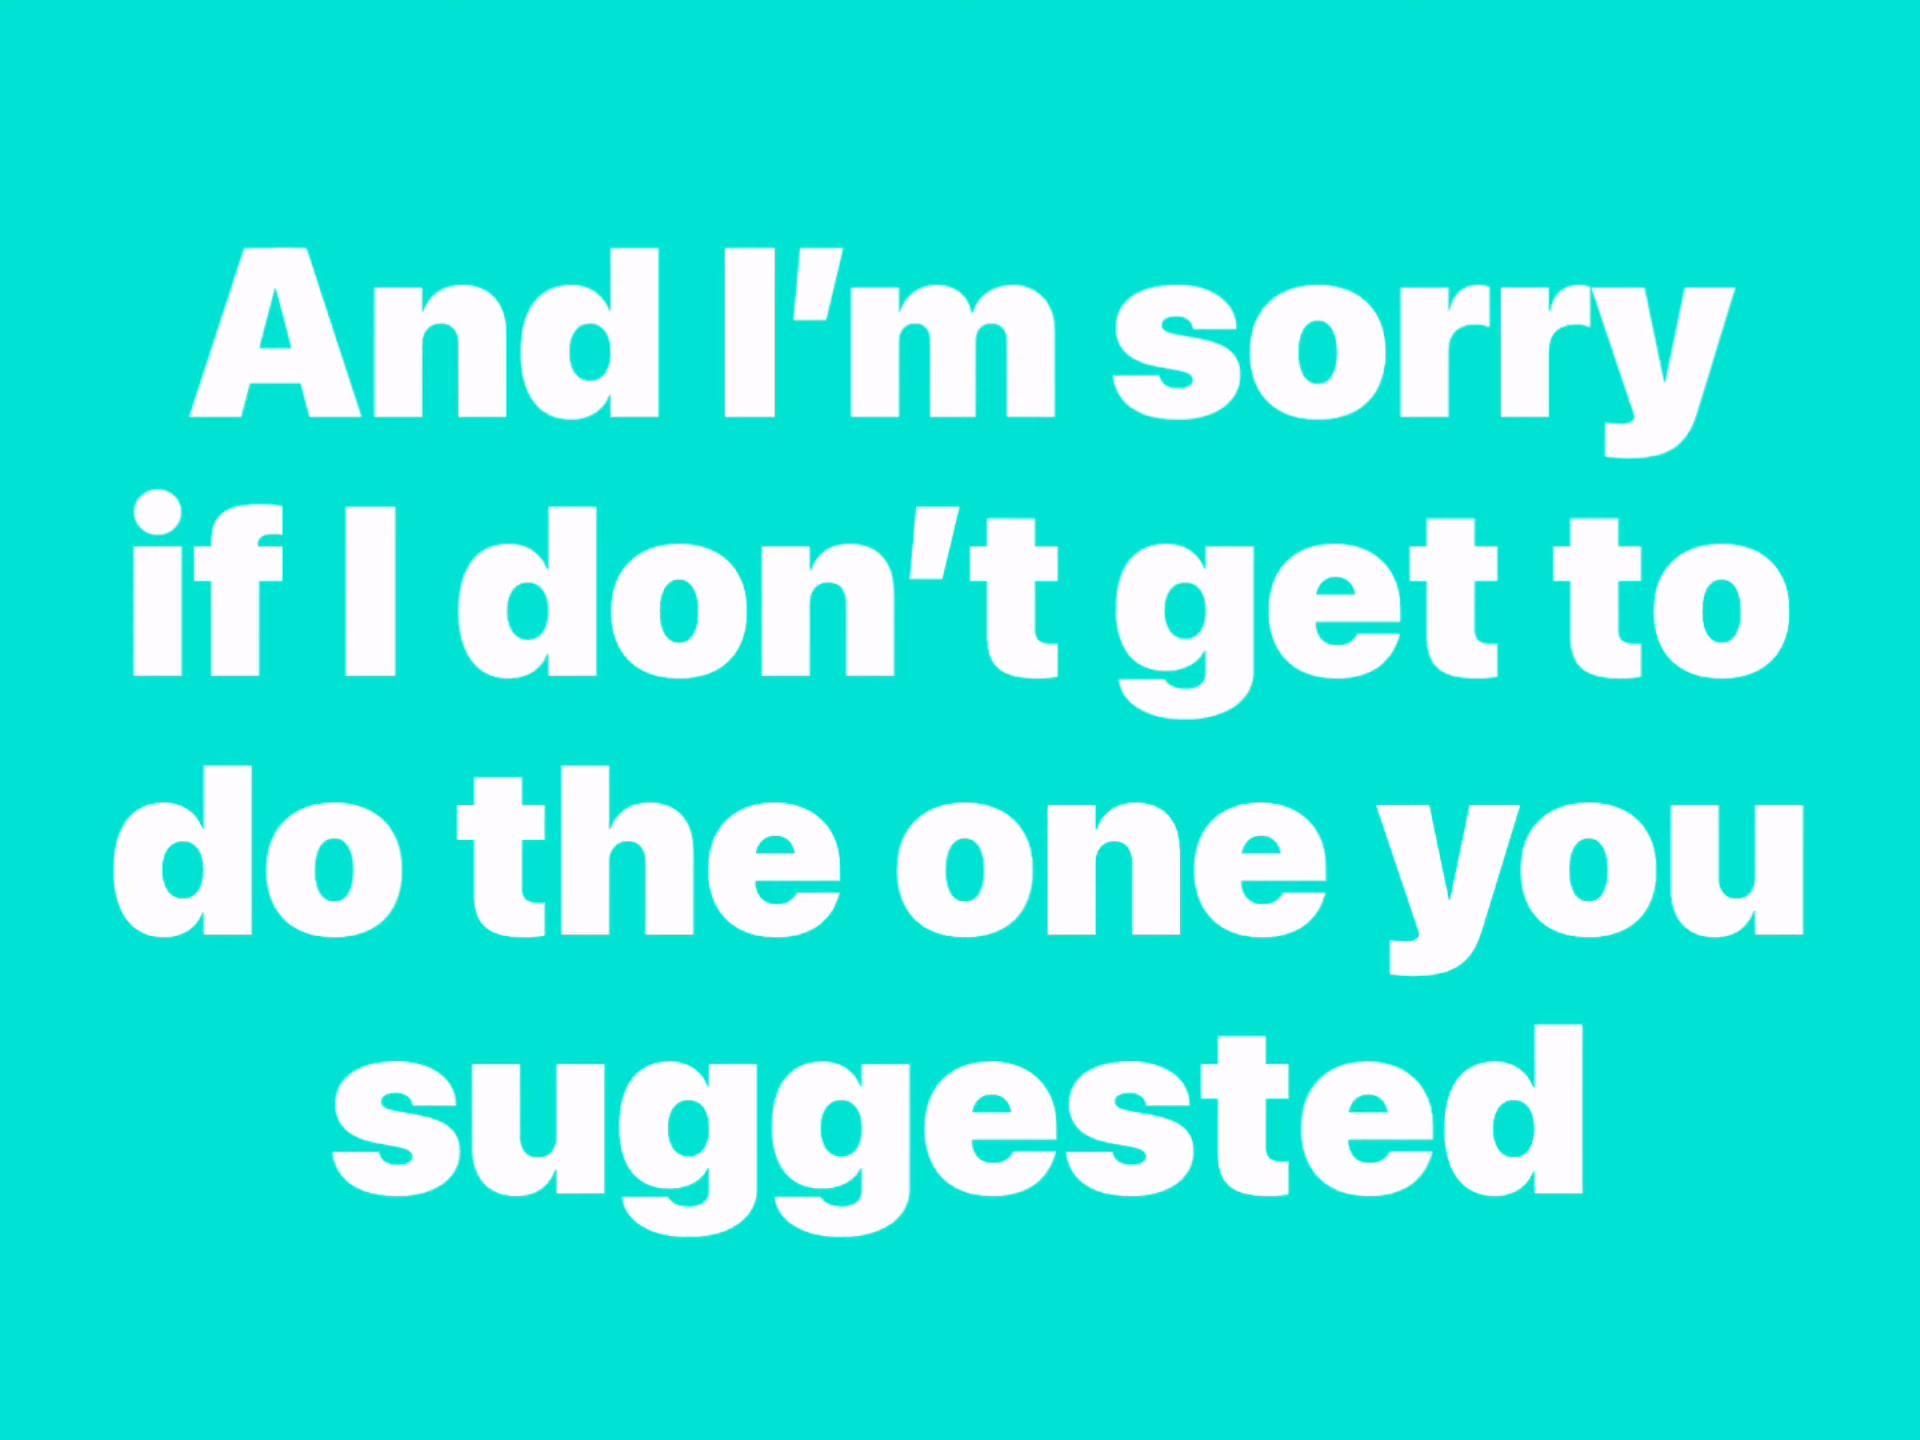 And I’m sorry
if I don’t get to
do the one you
suggested